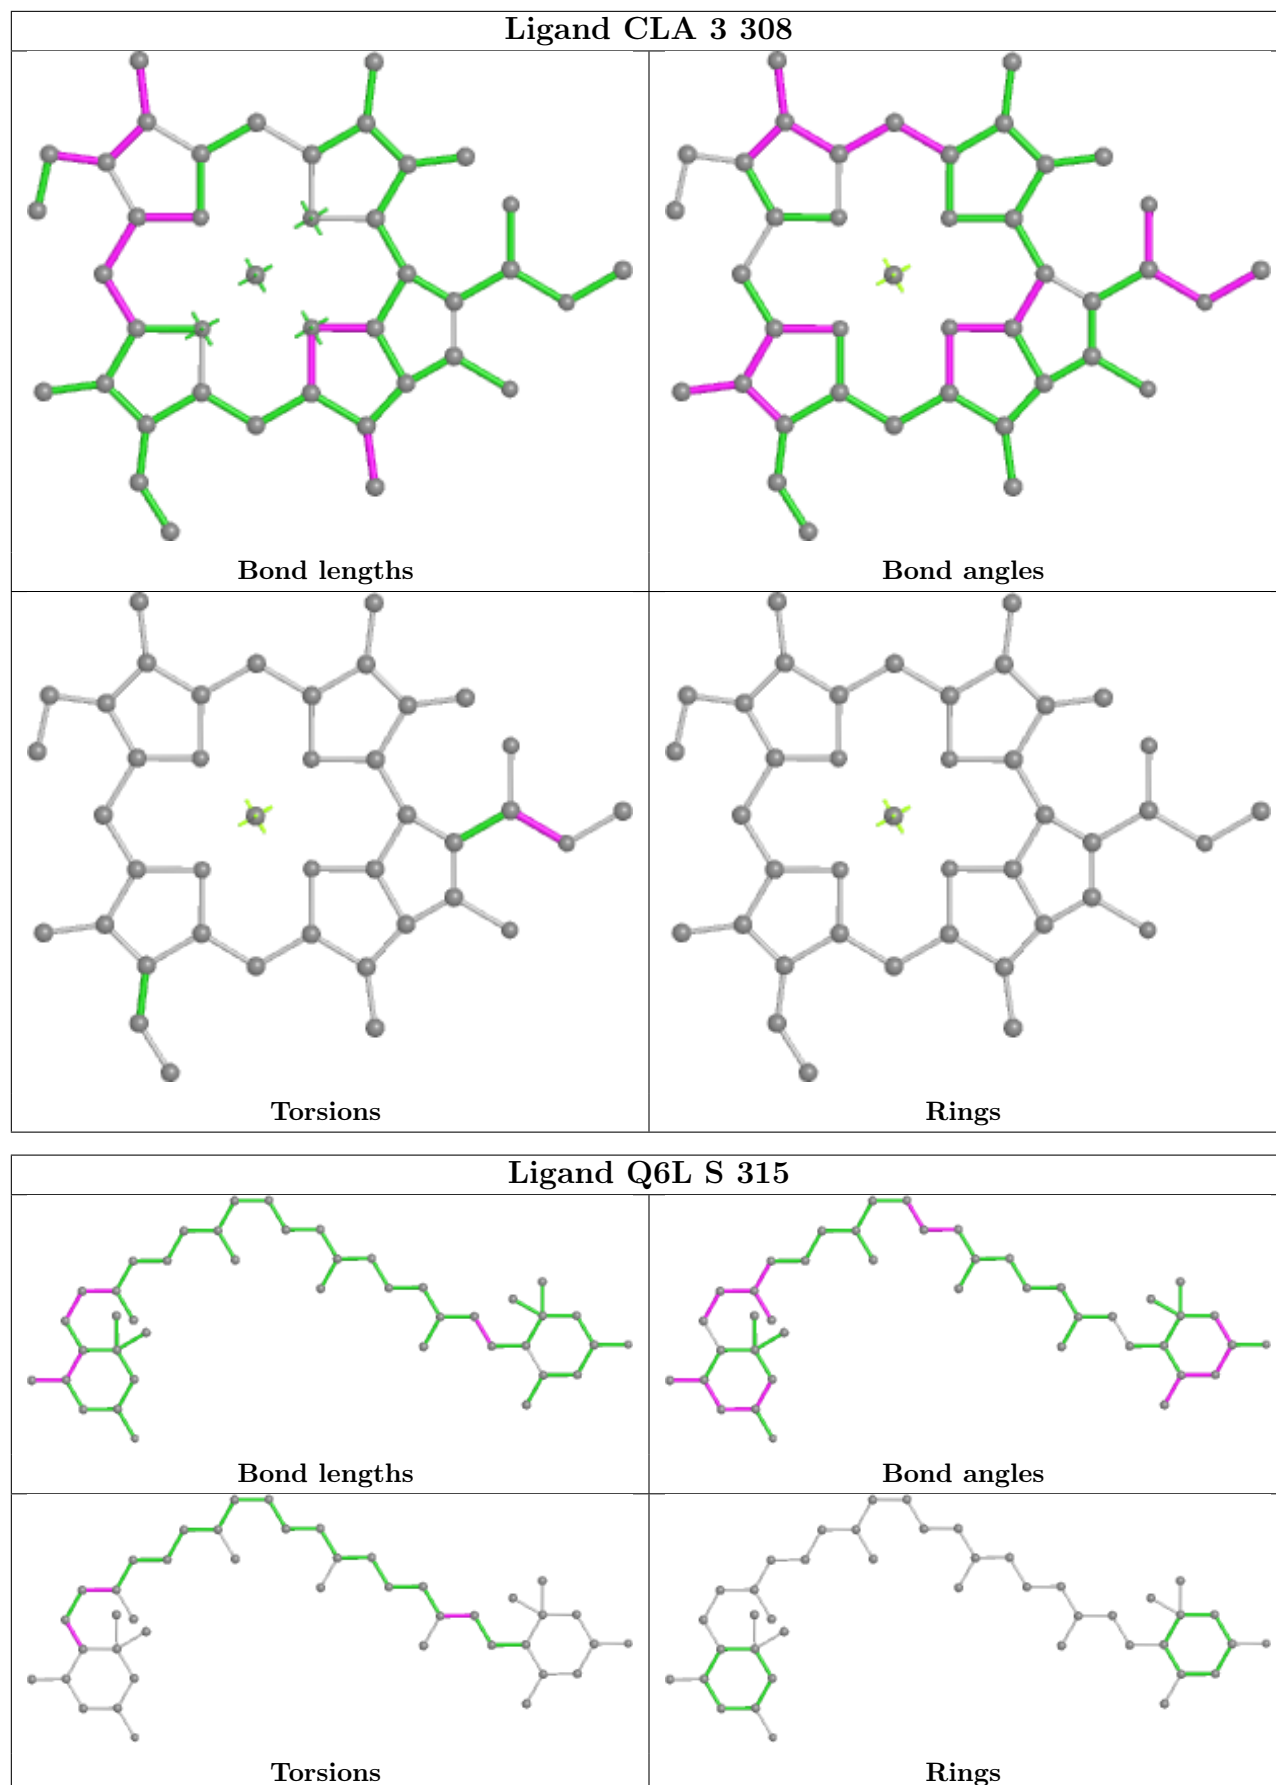 Ligand CLA 3 308
Bond lengths
Bond angles
Torsions
Rings
Ligand Q6L S 315
Bond lengths
Bond angles
Torsions
Rings